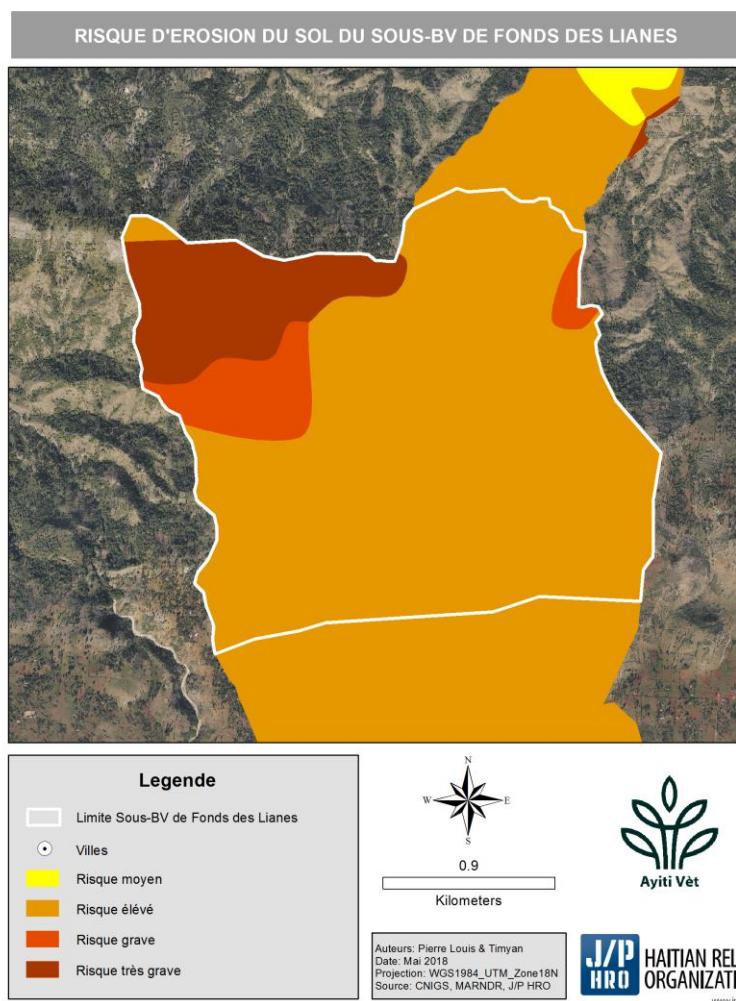 RISQUE D'EROSION DU SOL DU SOUS-BV DE FONDS DES LIANES
Legende
Limite Sous-BV de Fonds des Lianes
Villes
Risque moyen
Risque élévé
Risque grave
Risque très grave
N
W E
S
0.9
Kilometers
Ayiti Vèt
Auteurs: Pierre Louis & Timyan
Date: Mai 2018
Projection: WGS1984_UTM_Zone18N
Source: CNIGS, MARNDR, J/P HRO
J/P
HRO
HAITIAN REL
ORGANIZAT